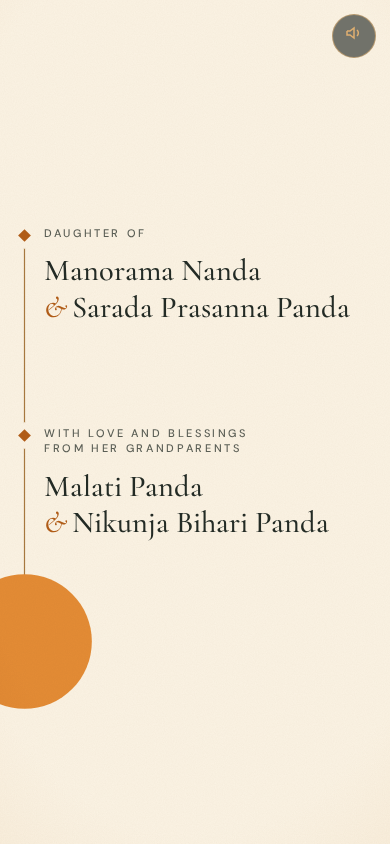 DAUGHTER OF
Manorama Nanda
& Sarada Prasanna Panda
WITH LOVE AND BLESSINGS
FROM HER GRANDPARENTS
Malati Panda
& Nikunja Bihari Panda